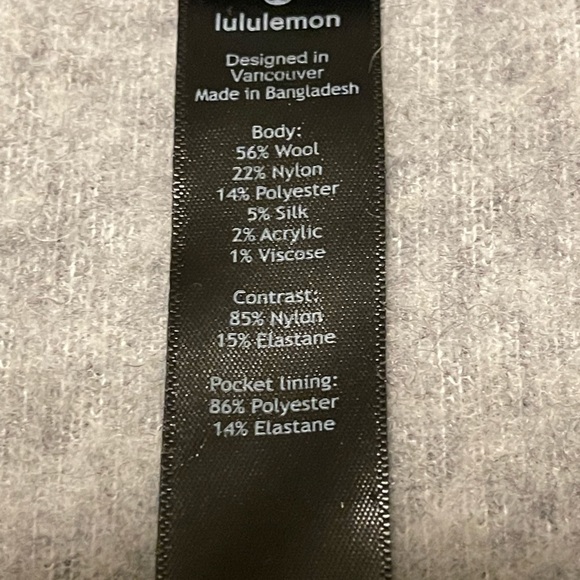 lululemon
Designed in
Vancouver
Made in Bangladesh
Body:
56% Wool
22% Nylon
14% Polyester
5% Silk
2% Acrylic
1% Viscose
Contrast:
85% Nylon
15% Elastane
Pocket lining:
86% Polyester
14% Elastane